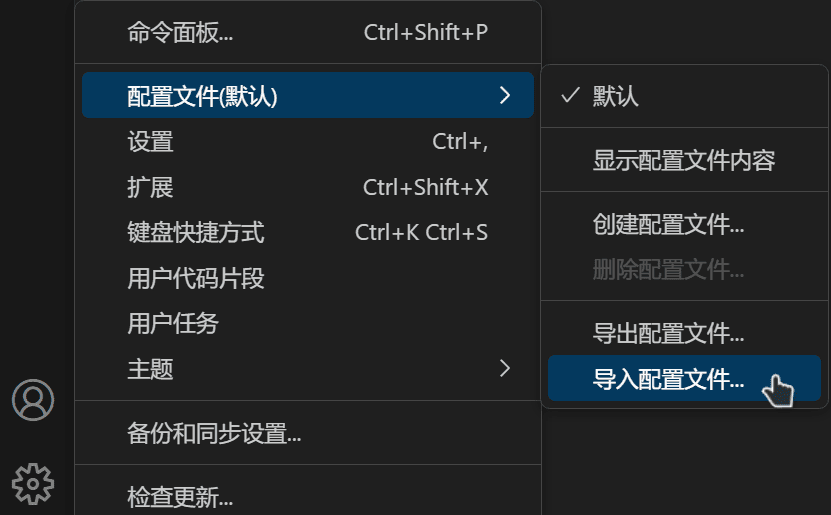 命令面板... Ctrl+Shift+P
配置文件(默认)
设置 Ctrl+,
扩展 Ctrl+Shift+X
键盘快捷方式 Ctrl+K Ctrl+S
用户代码片段
用户任务
主题
备份和同步设置...
检查更新...
默认
显示配置文件内容
创建配置文件...
删除配置文件...
导出配置文件...
导入配置文件...